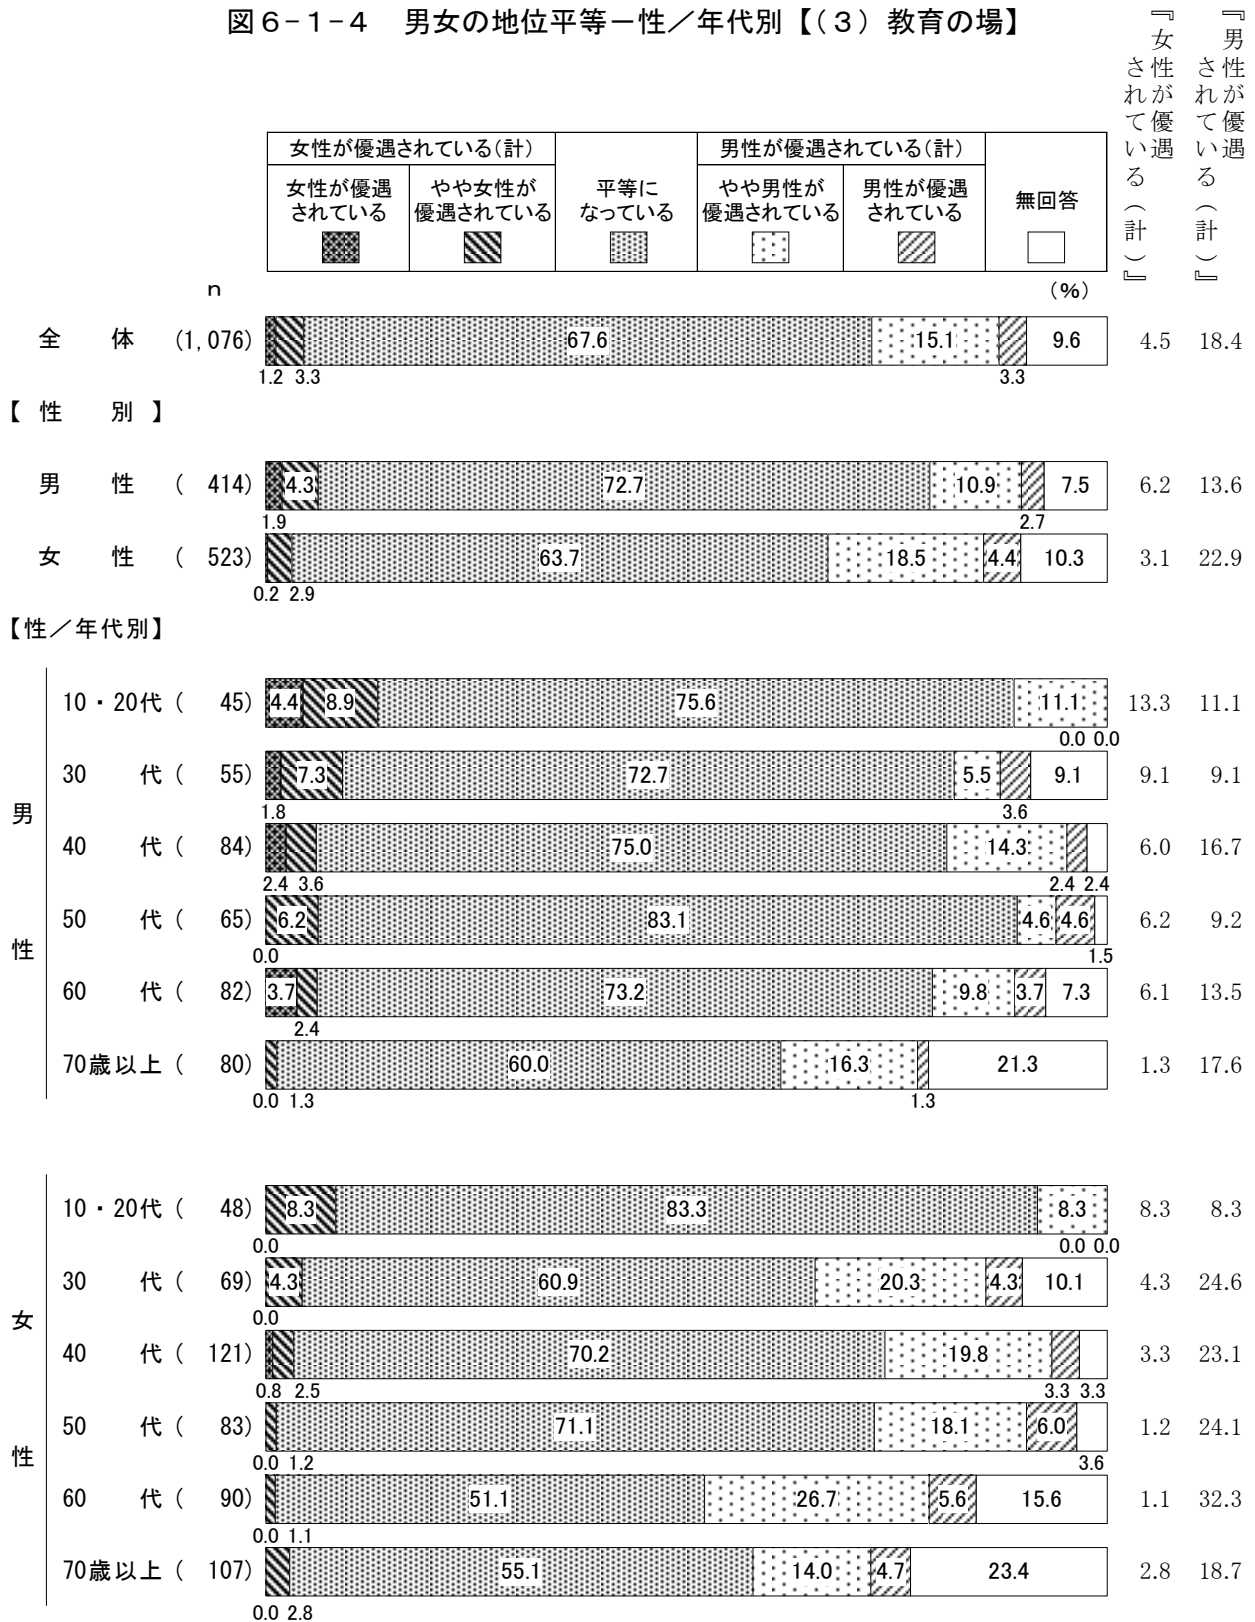 図６-１-４　男女の地位平等－性／年代別【（３）教育の場】
『女性が優遇されている（計）』
『男性が優遇されている（計）』
女性が優遇されている（計）
男性が優遇されている（計）
女性が優遇されている
やや女性が優遇されている
平等になっている
やや男性が優遇されている
男性が優遇されている
無回答
ｎ
（％）
全　体 (1,076) 67.6 15.1 9.6 4.5 18.4
1.2 3.3 3.3
【 性　別 】
男　性 ( 414) 4.3 72.7 10.9 7.5 6.2 13.6
1.9 2.7
女　性 ( 523) 63.7 18.5 4.4 10.3 3.1 22.9
0.2 2.9
【性／年代別】
男性
10・20代 ( 45) 4.4 8.9 75.6 11.1 13.3 11.1
0.0 0.0
30　代 ( 55) 7.3 72.7 5.5 9.1 9.1 9.1
1.8 3.6
40　代 ( 84) 75.0 14.3 6.0 16.7
2.4 3.6 2.4 2.4
50　代 ( 65) 6.2 83.1 4.6 4.6 6.2 9.2
0.0 1.5
60　代 ( 82) 3.7 73.2 9.8 3.7 7.3 6.1 13.5
2.4
70歳以上 ( 80) 60.0 16.3 21.3 1.3 17.6
0.0 1.3 1.3
女性
10・20代 ( 48) 8.3 83.3 8.3 8.3 8.3
0.0 0.0 0.0
30　代 ( 69) 4.3 60.9 20.3 4.3 10.1 4.3 24.6
0.0
40　代 ( 121) 70.2 19.8 3.3 23.1
0.8 2.5 3.3 3.3
50　代 ( 83) 71.1 18.1 6.0 1.2 24.1
0.0 1.2 3.6
60　代 ( 90) 51.1 26.7 5.6 15.6 1.1 32.3
0.0 1.1
70歳以上 ( 107) 55.1 14.0 4.7 23.4 2.8 18.7
0.0 2.8